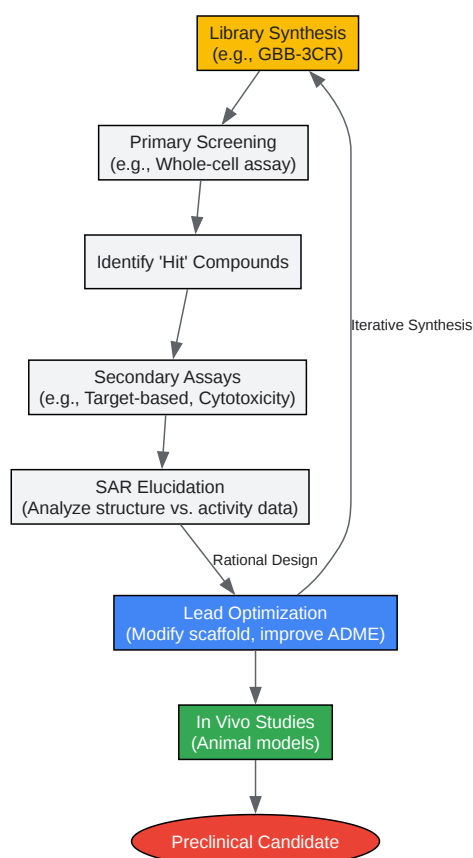 Library Synthesis
(e.g., GBB-3CR)
Primary Screening
(e.g., Whole-cell assay)
Identify 'Hit' Compounds
Iterative Synthesis
Secondary Assays
(e.g., Target-based, Cytotoxicity)
SAR Elucidation
(Analyze structure vs. activity data)
Rational Design
Lead Optimization
(Modify scaffold, improve ADME)
In Vivo Studies
(Animal models)
Preclinical Candidate